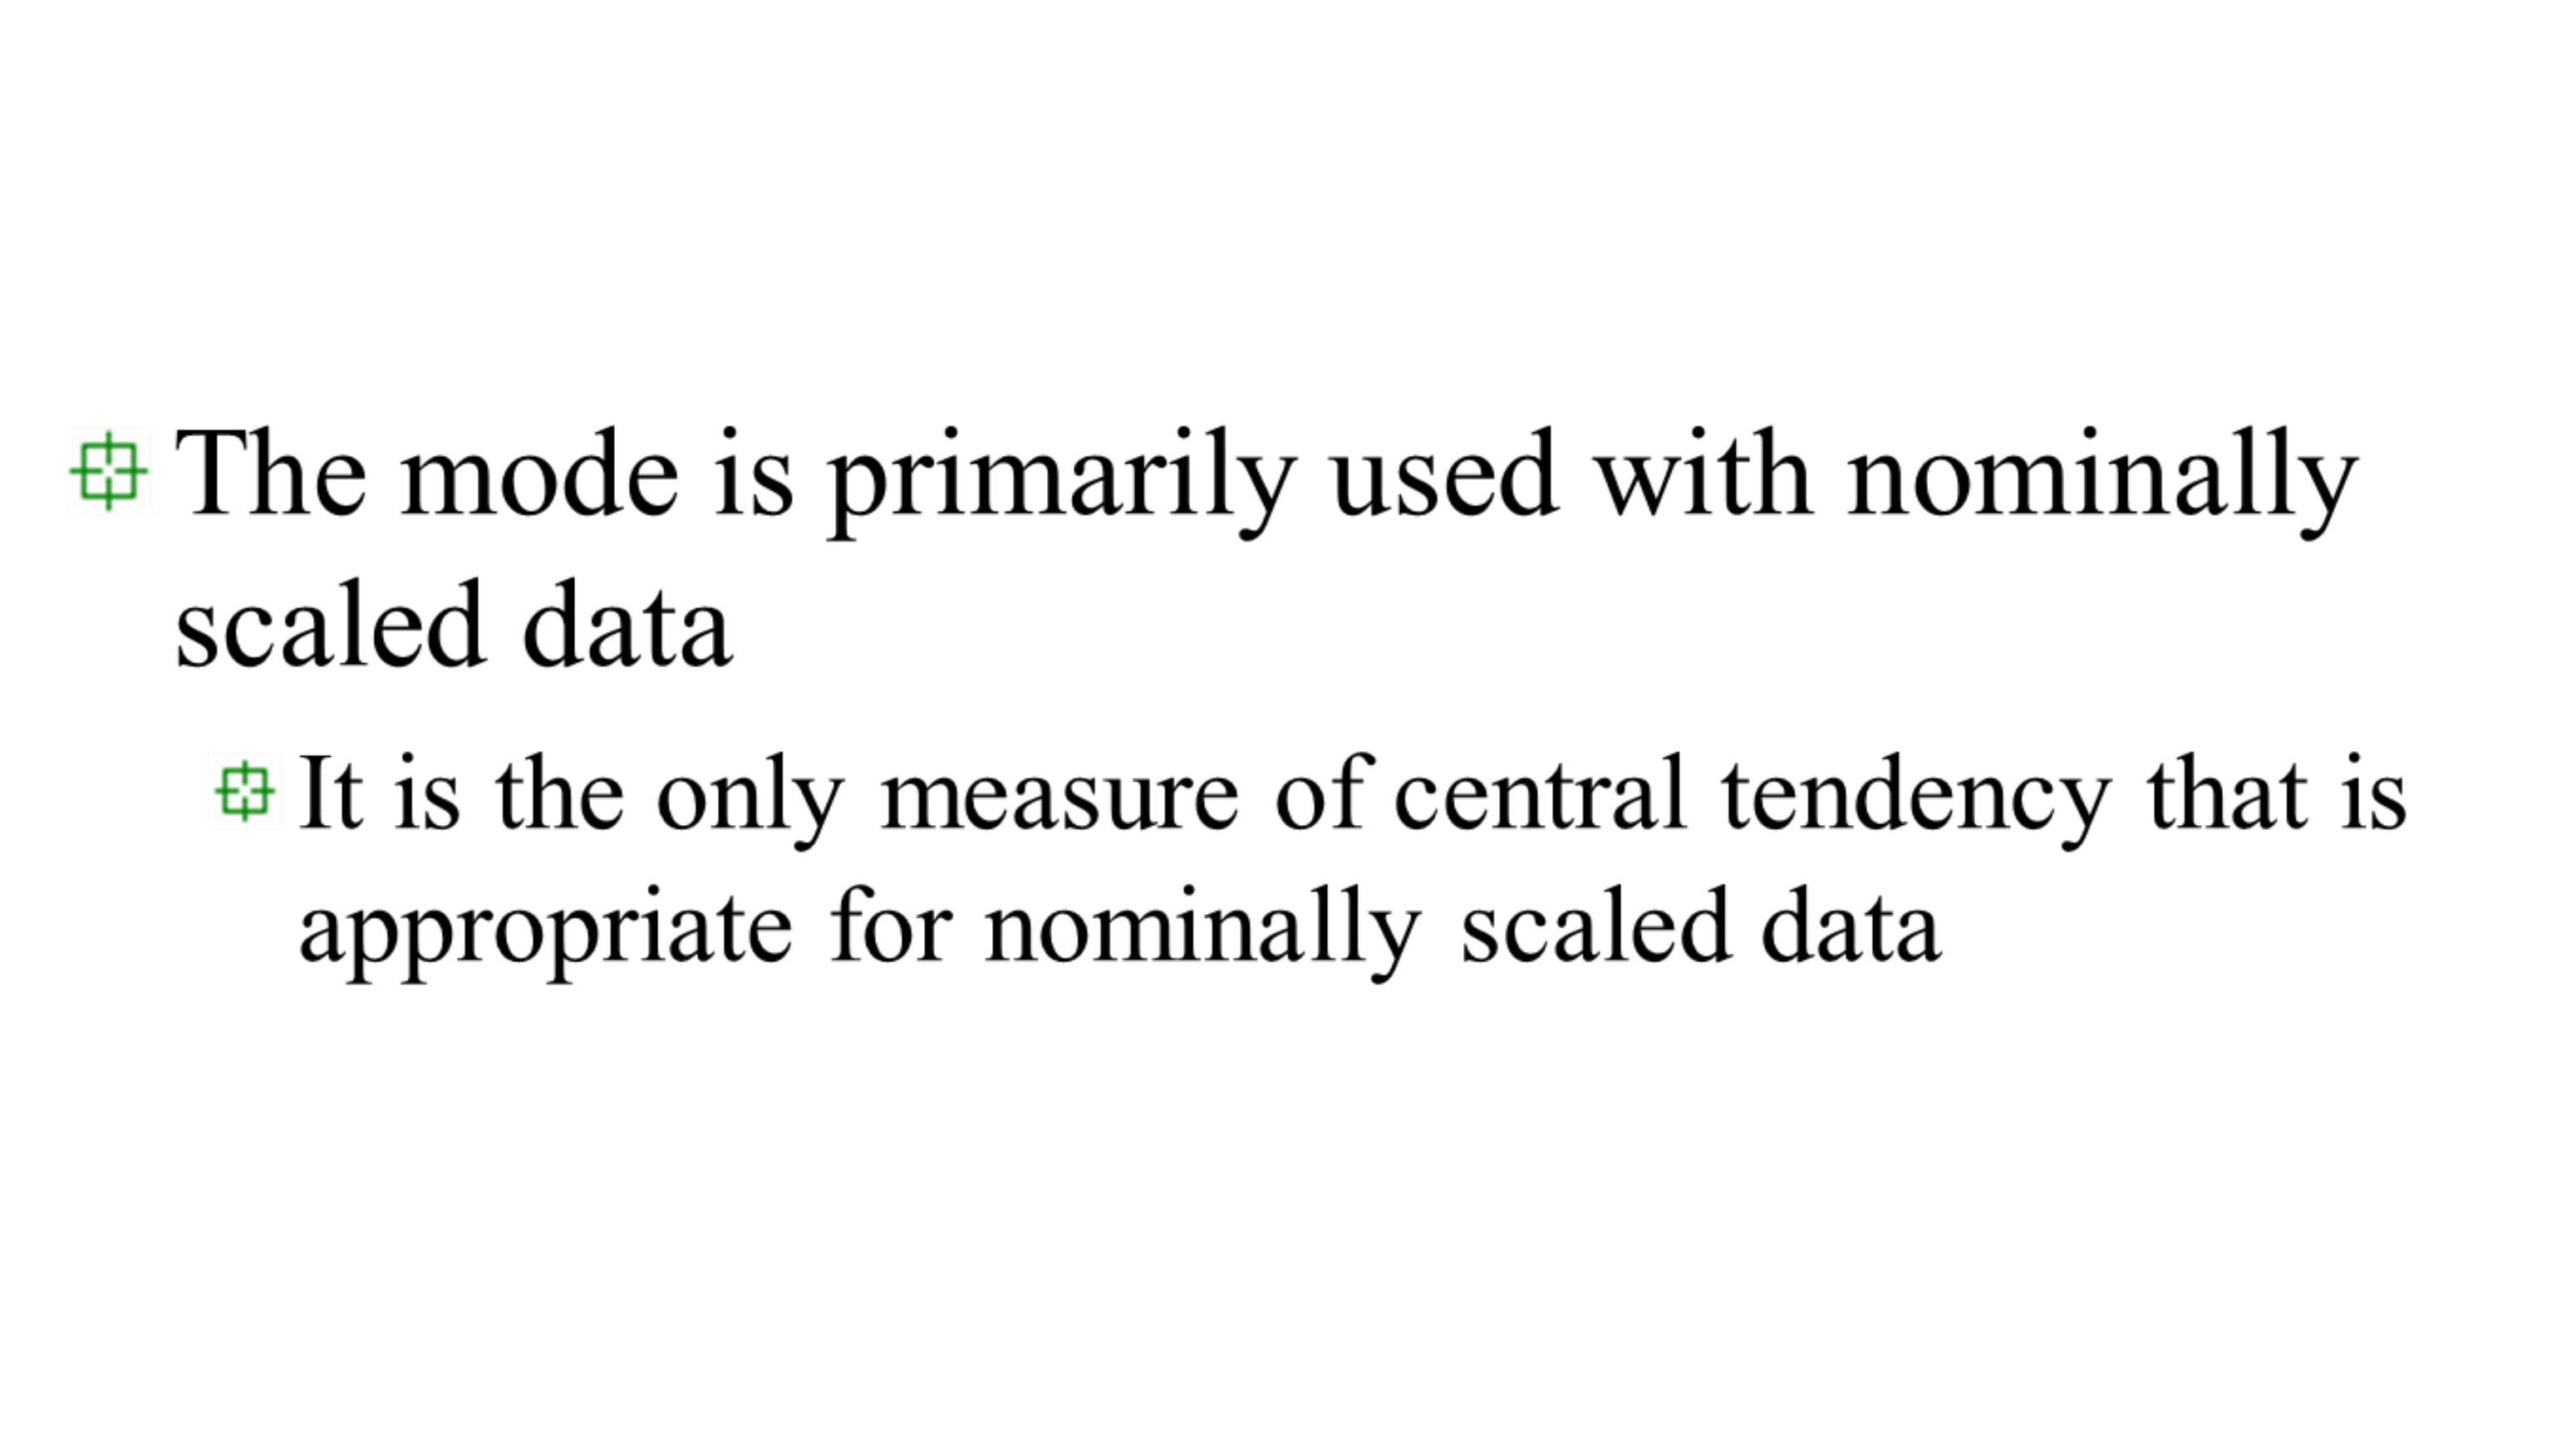 The mode is primarily used with nominally
scaled data
It is the only measure of central tendency that is
appropriate for nominally scaled data